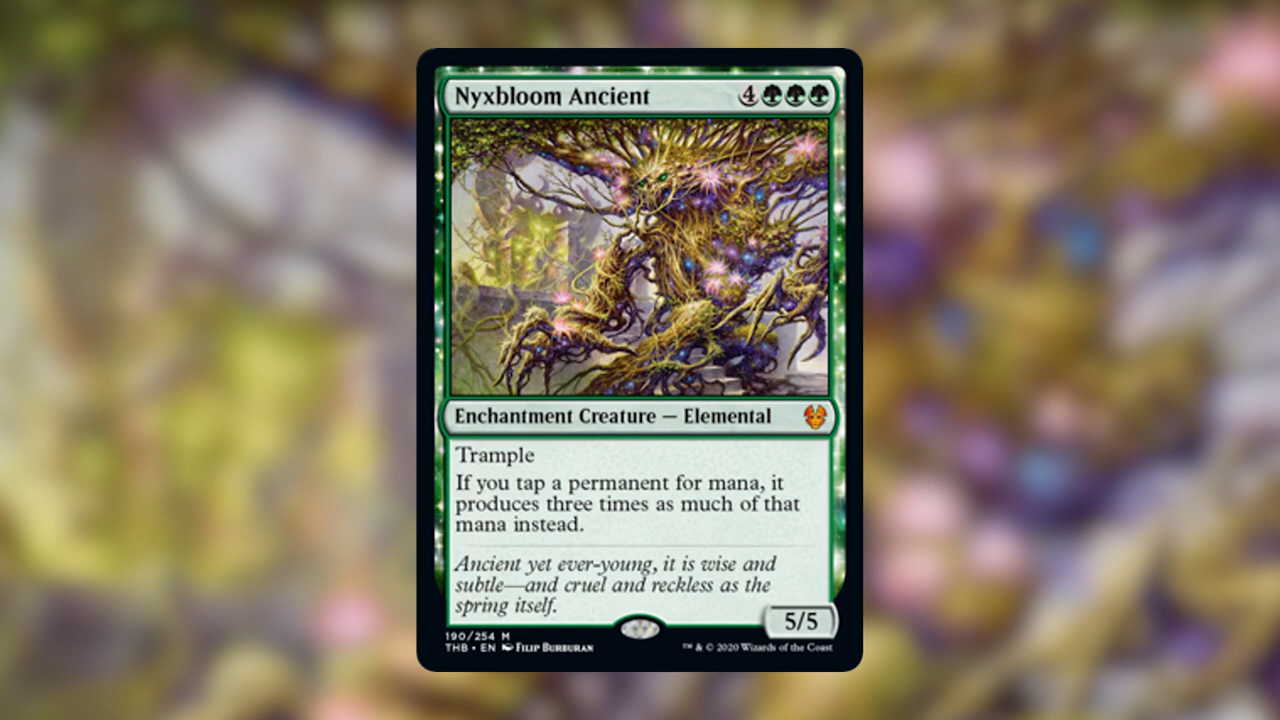 Nyxbloom Ancient 4
Enchantment Creature — Elemental
Trample
If you tap a permanent for mana, it
produces three times as much of that
mana instead.
Ancient yet ever-young, it is wise and
subtle—and cruel and reckless as the
spring itself.
5/5
190/254 M
THB • EN Filip Burburan
™ & © 2020 Wizards of the Coast